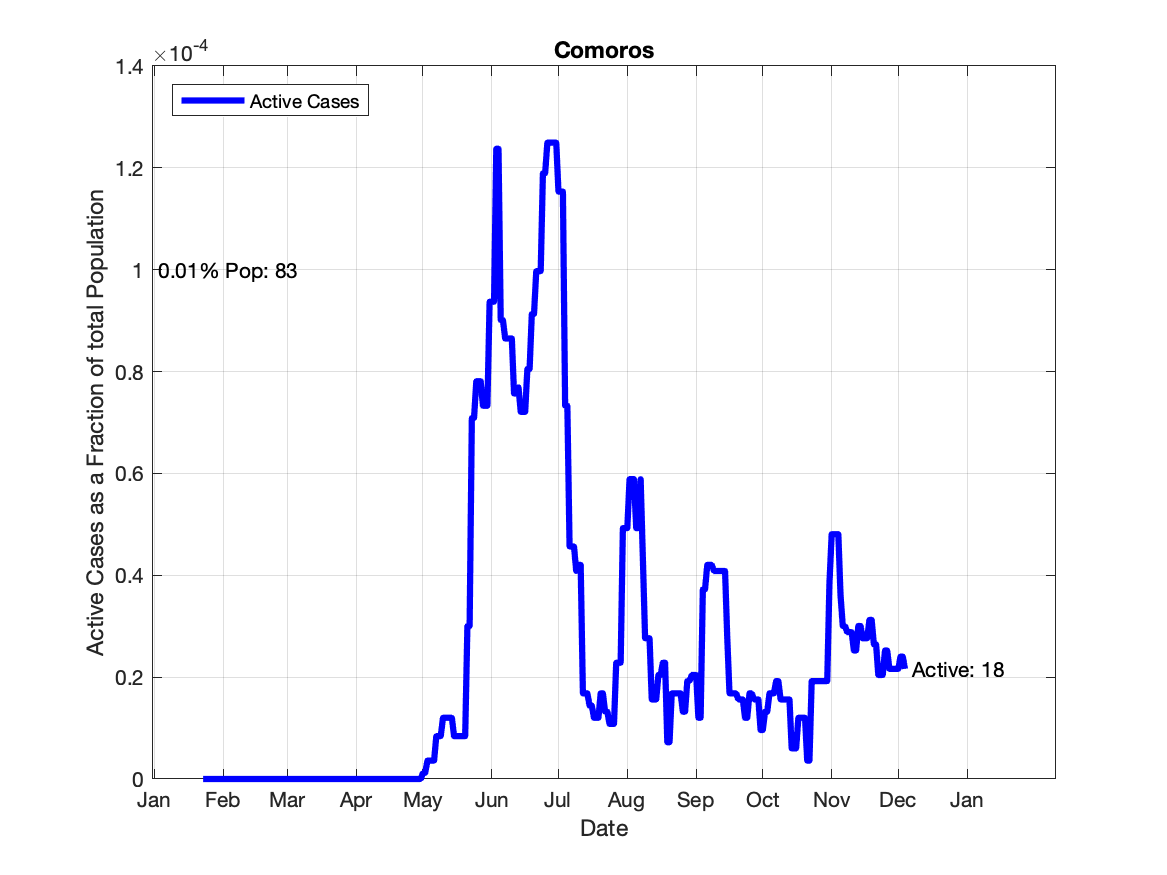 Comoros
×10-4
Active Cases
1.4
1.2
1
0.8
0.6
0.4
0.2
0
0.01% Pop: 83
Active: 18
Active Cases as a Fraction of total Population
Jan Feb Mar Apr May Jun Jul Aug Sep Oct Nov Dec Jan
Date